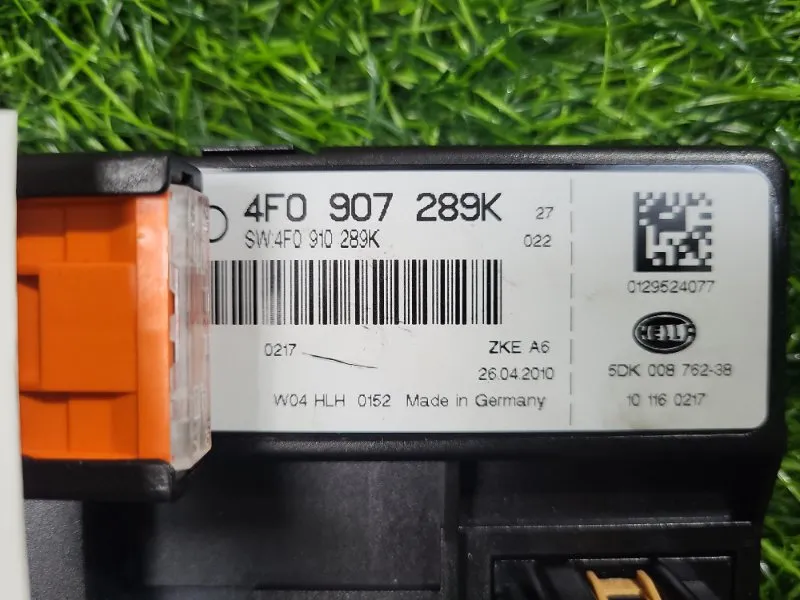 4F0 907 289K 27
SW:4F0 910 289K 022
0217 ZKE A6
26.04.2010
W04 HLH 0152 Made in Germany
0129524077
HELLA
5DK 008 762-38
10 116 0217